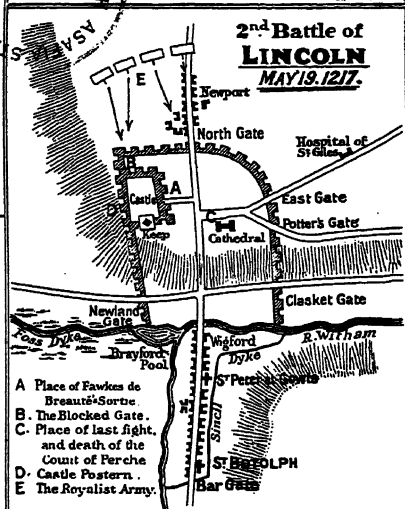 2nd Battle of
LINCOLN
MAY 19. 1217.
ASAPH'S
E
Newport
North Gate
Hospital of
St Giles
B
A
Castle
East Gate
D
C
Potter's Gate
Keep
Cathedral
Newland
Gate
Clasket Gate
Foss Dyke
Wigford
Dyke
R. Witham
Brayford
Pool
St Peter at Gowts
Sincil
St BOTOLPH
Bar Gate
A Place of Fawkes de
Breauté's Sortie.
B. The Blocked Gate.
C. Place of last fight,
and death of the
Count of Perche
D. Castle Postern.
E The Royalist Army.